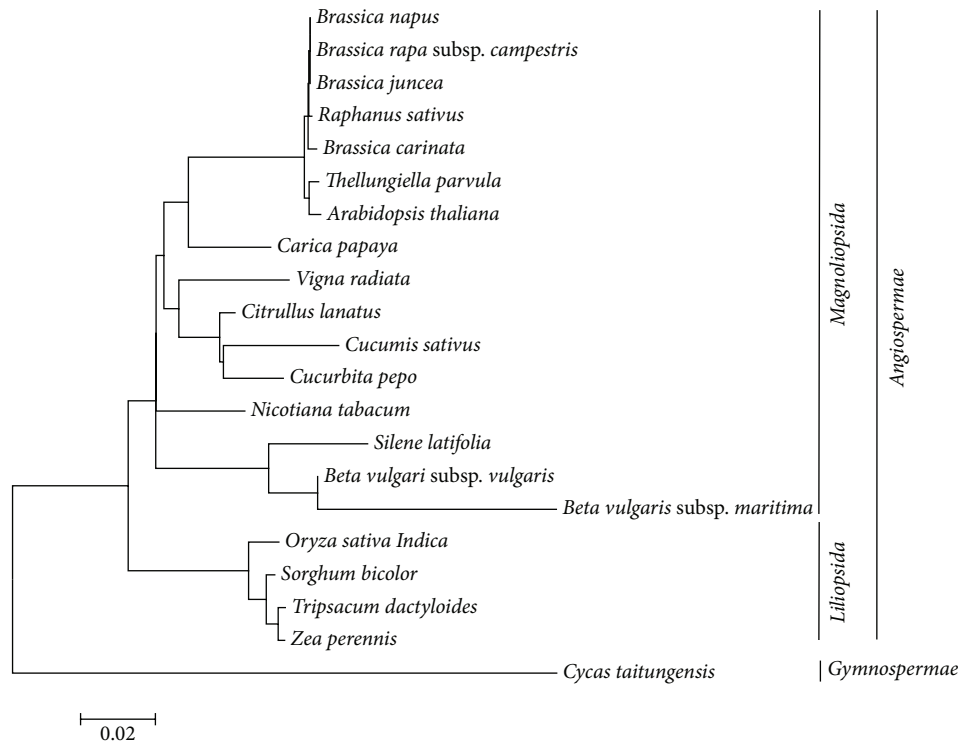 Brassica napus
Brassica rapa subsp. campestris
Brassica juncea
Raphanus sativus
Brassica carinata
Thellungiella parvula
Arabidopsis thaliana
Carica papaya
Vigna radiata
Citrullus lanatus
Cucumis sativus
Cucurbita pepo
Nicotiana tabacum
Silene latifolia
Beta vulgari subsp. vulgaris
Beta vulgaris subsp. maritima
Oryza sativa Indica
Sorghum bicolor
Tripsacum dactyloides
Zea perennis
Cycas taitungensis
Magnoliopsida
Liliopsida
Angiospermae
Gymnospermae
0.02